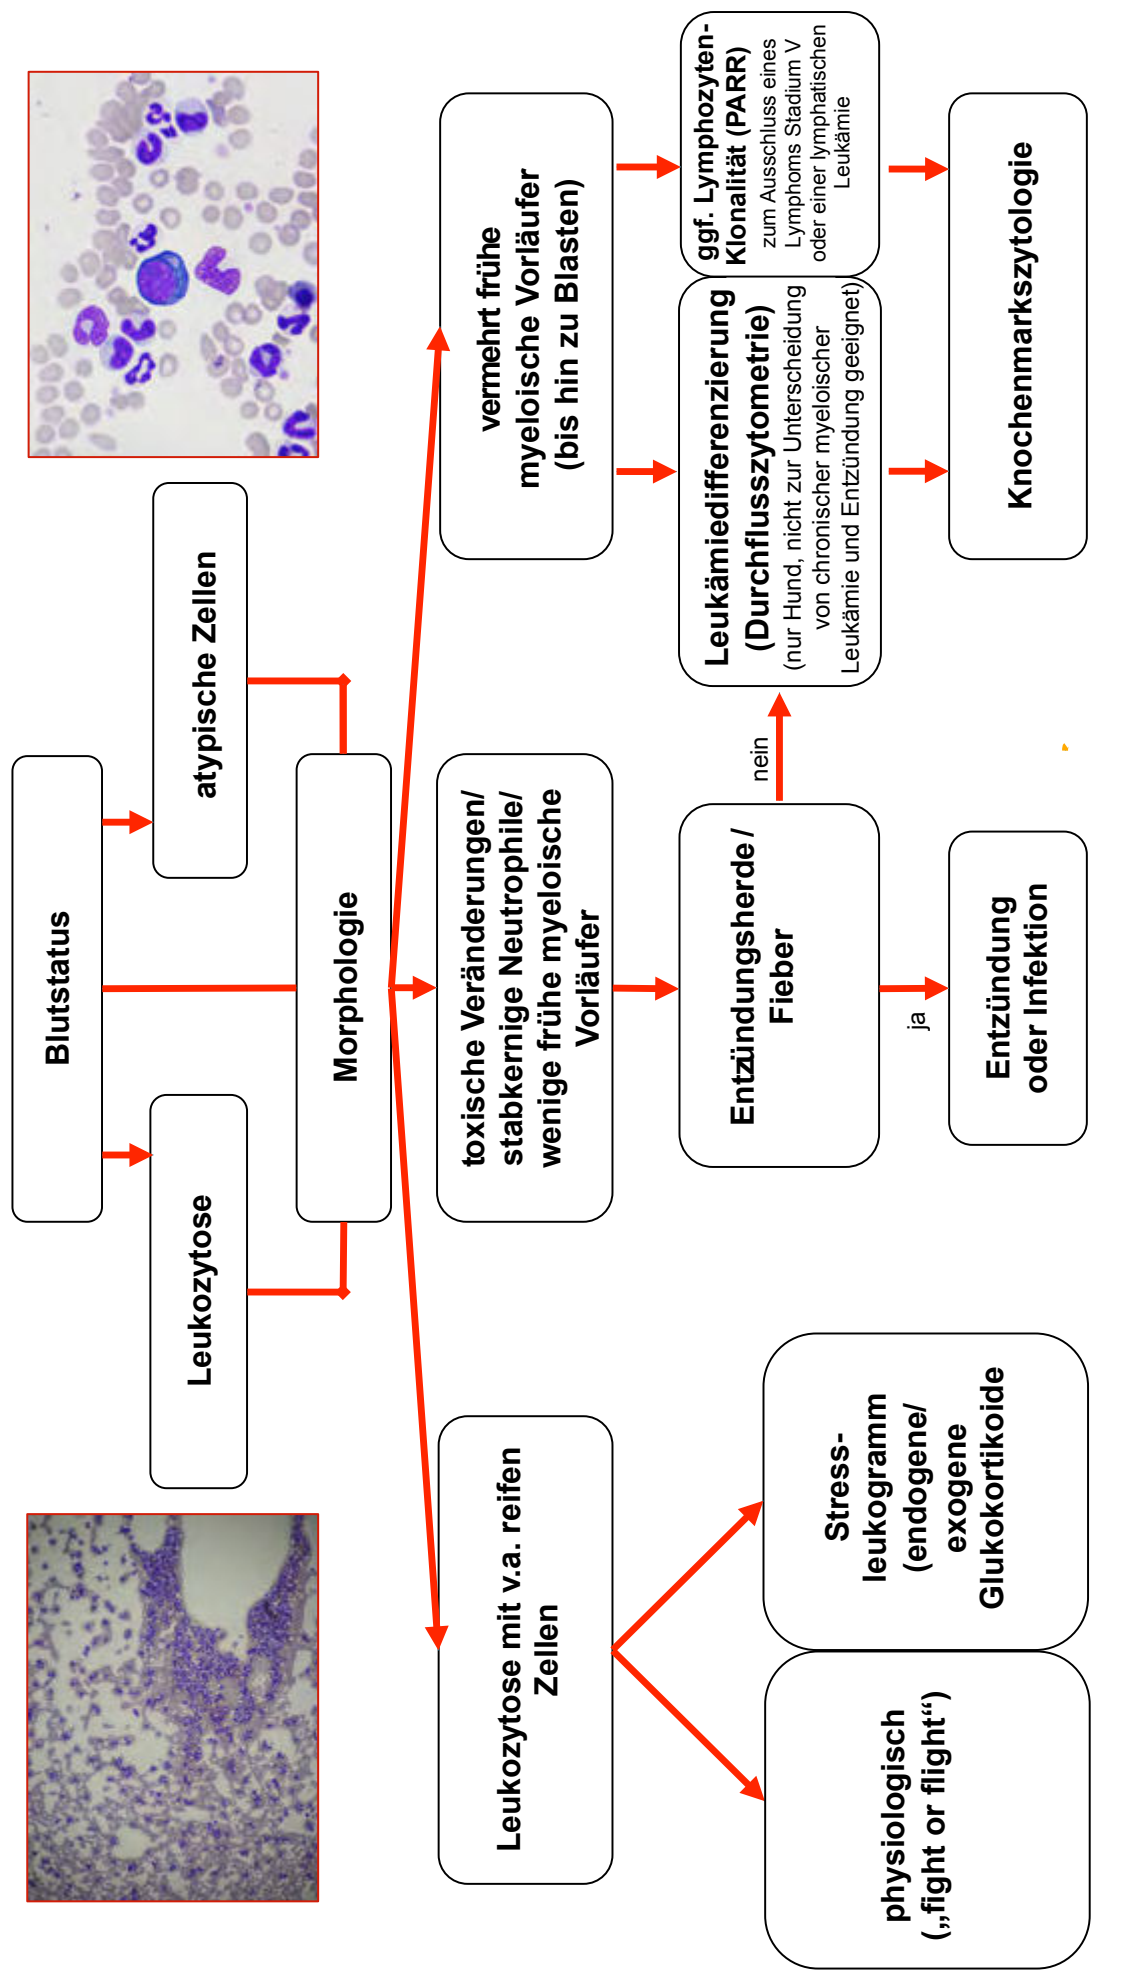 Blutstatus
Leukozytose
atypische Zellen
Morphologie
Leukozytose mit v.a. reifen
Zellen
toxische Veränderungen/
stabkernige Neutrophile/
wenige frühe myeloische
Vorläufer
vermehrt frühe
myeloische Vorläufer
(bis hin zu Blasten)
physiologisch
(„fight or flight“)
Stress-
leukogramm
(endogene/
exogene
Glukokortikoide
Entzündungsherde/
Fieber
nein
ja
Entzündung
oder Infektion
Leukämiedifferenzierung
(Durchflusszytometrie)
(nur Hund, nicht zur Unterscheidung
von chronischer myeloischer
Leukämie und Entzündung geeignet)
ggf. Lymphozyten-
Klonalität (PARR)
zum Ausschluss eines
Lymphoms Stadium V
oder einer lymphatischen
Leukämie
Knochenmarkszytologie